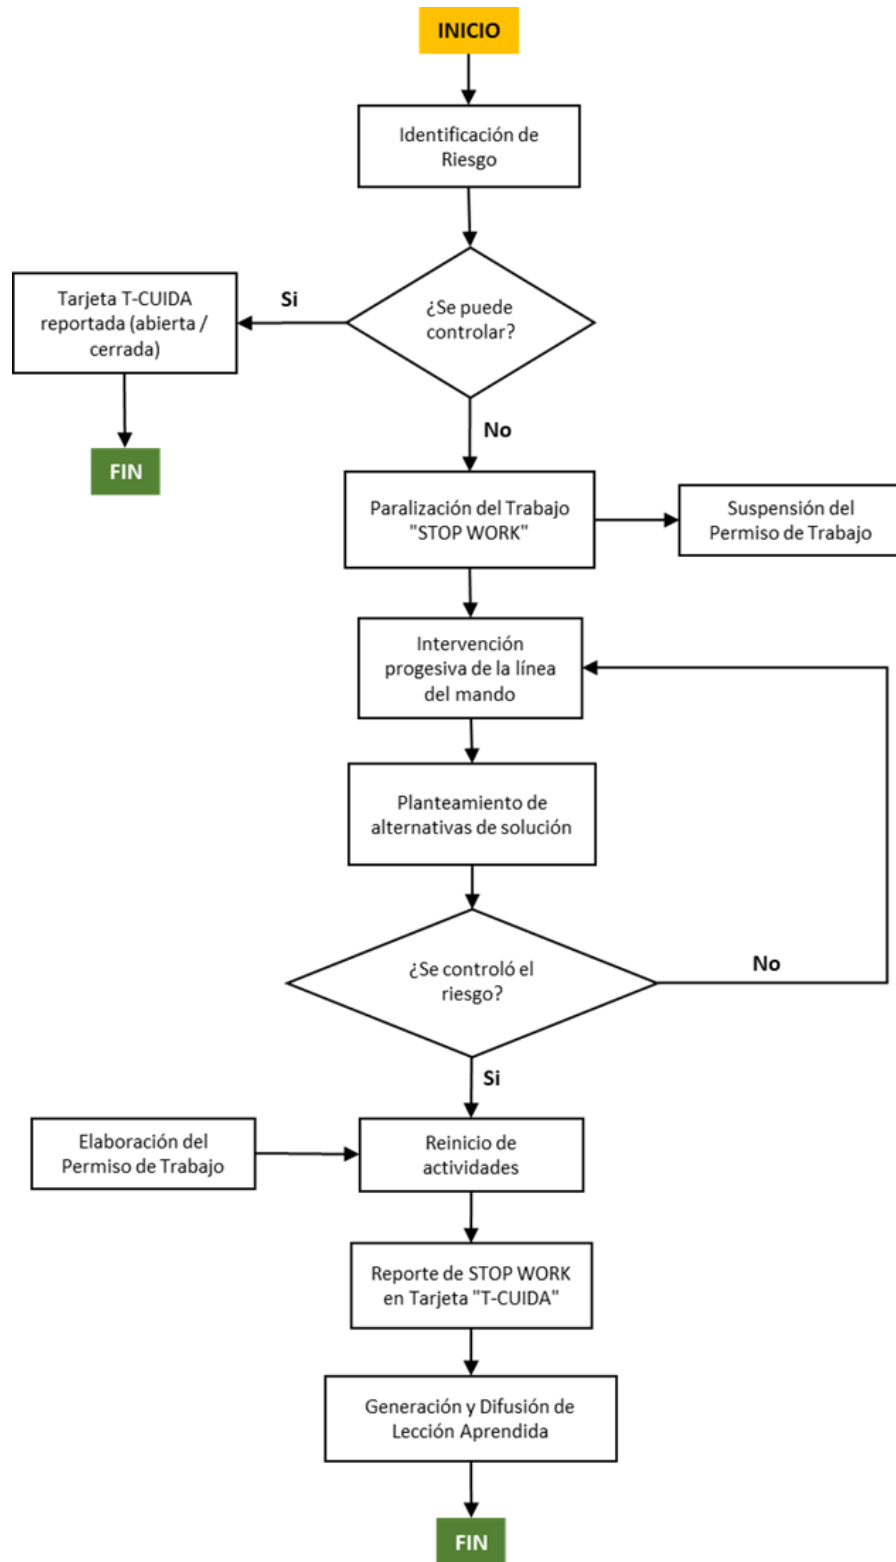 INICIO
Identificación de
Riesgo
¿Se puede
controlar?
Si
Tarjeta T-CUIDA
reportada (abierta /
cerrada)
FIN
No
Paralización del Trabajo
"STOP WORK"
Suspensión del
Permiso de Trabajo
Intervención
progesiva de la línea
del mando
Planteamiento de
alternativas de solución
¿Se controló el
riesgo?
No
Si
Elaboración del
Permiso de Trabajo
Reinicio de
actividades
Reporte de STOP WORK
en Tarjeta "T-CUIDA"
Generación y Difusión de
Lección Aprendida
FIN